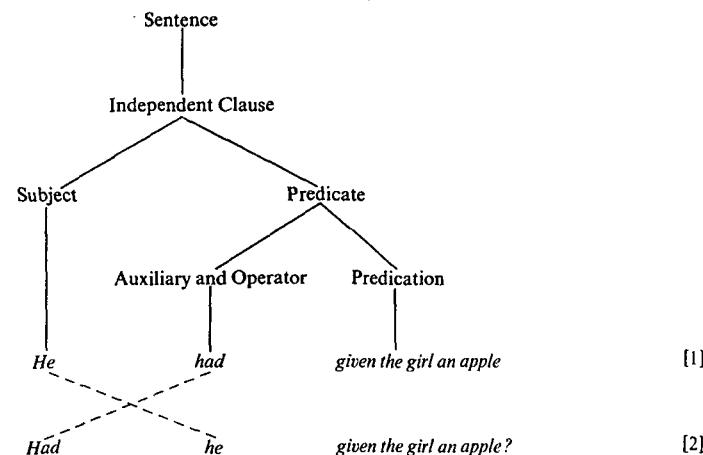 Sentence
Independent Clause
Subject Predicate
Auxiliary and Operator Predication
He had given the girl an apple [1]
Had he given the girl an apple? [2]